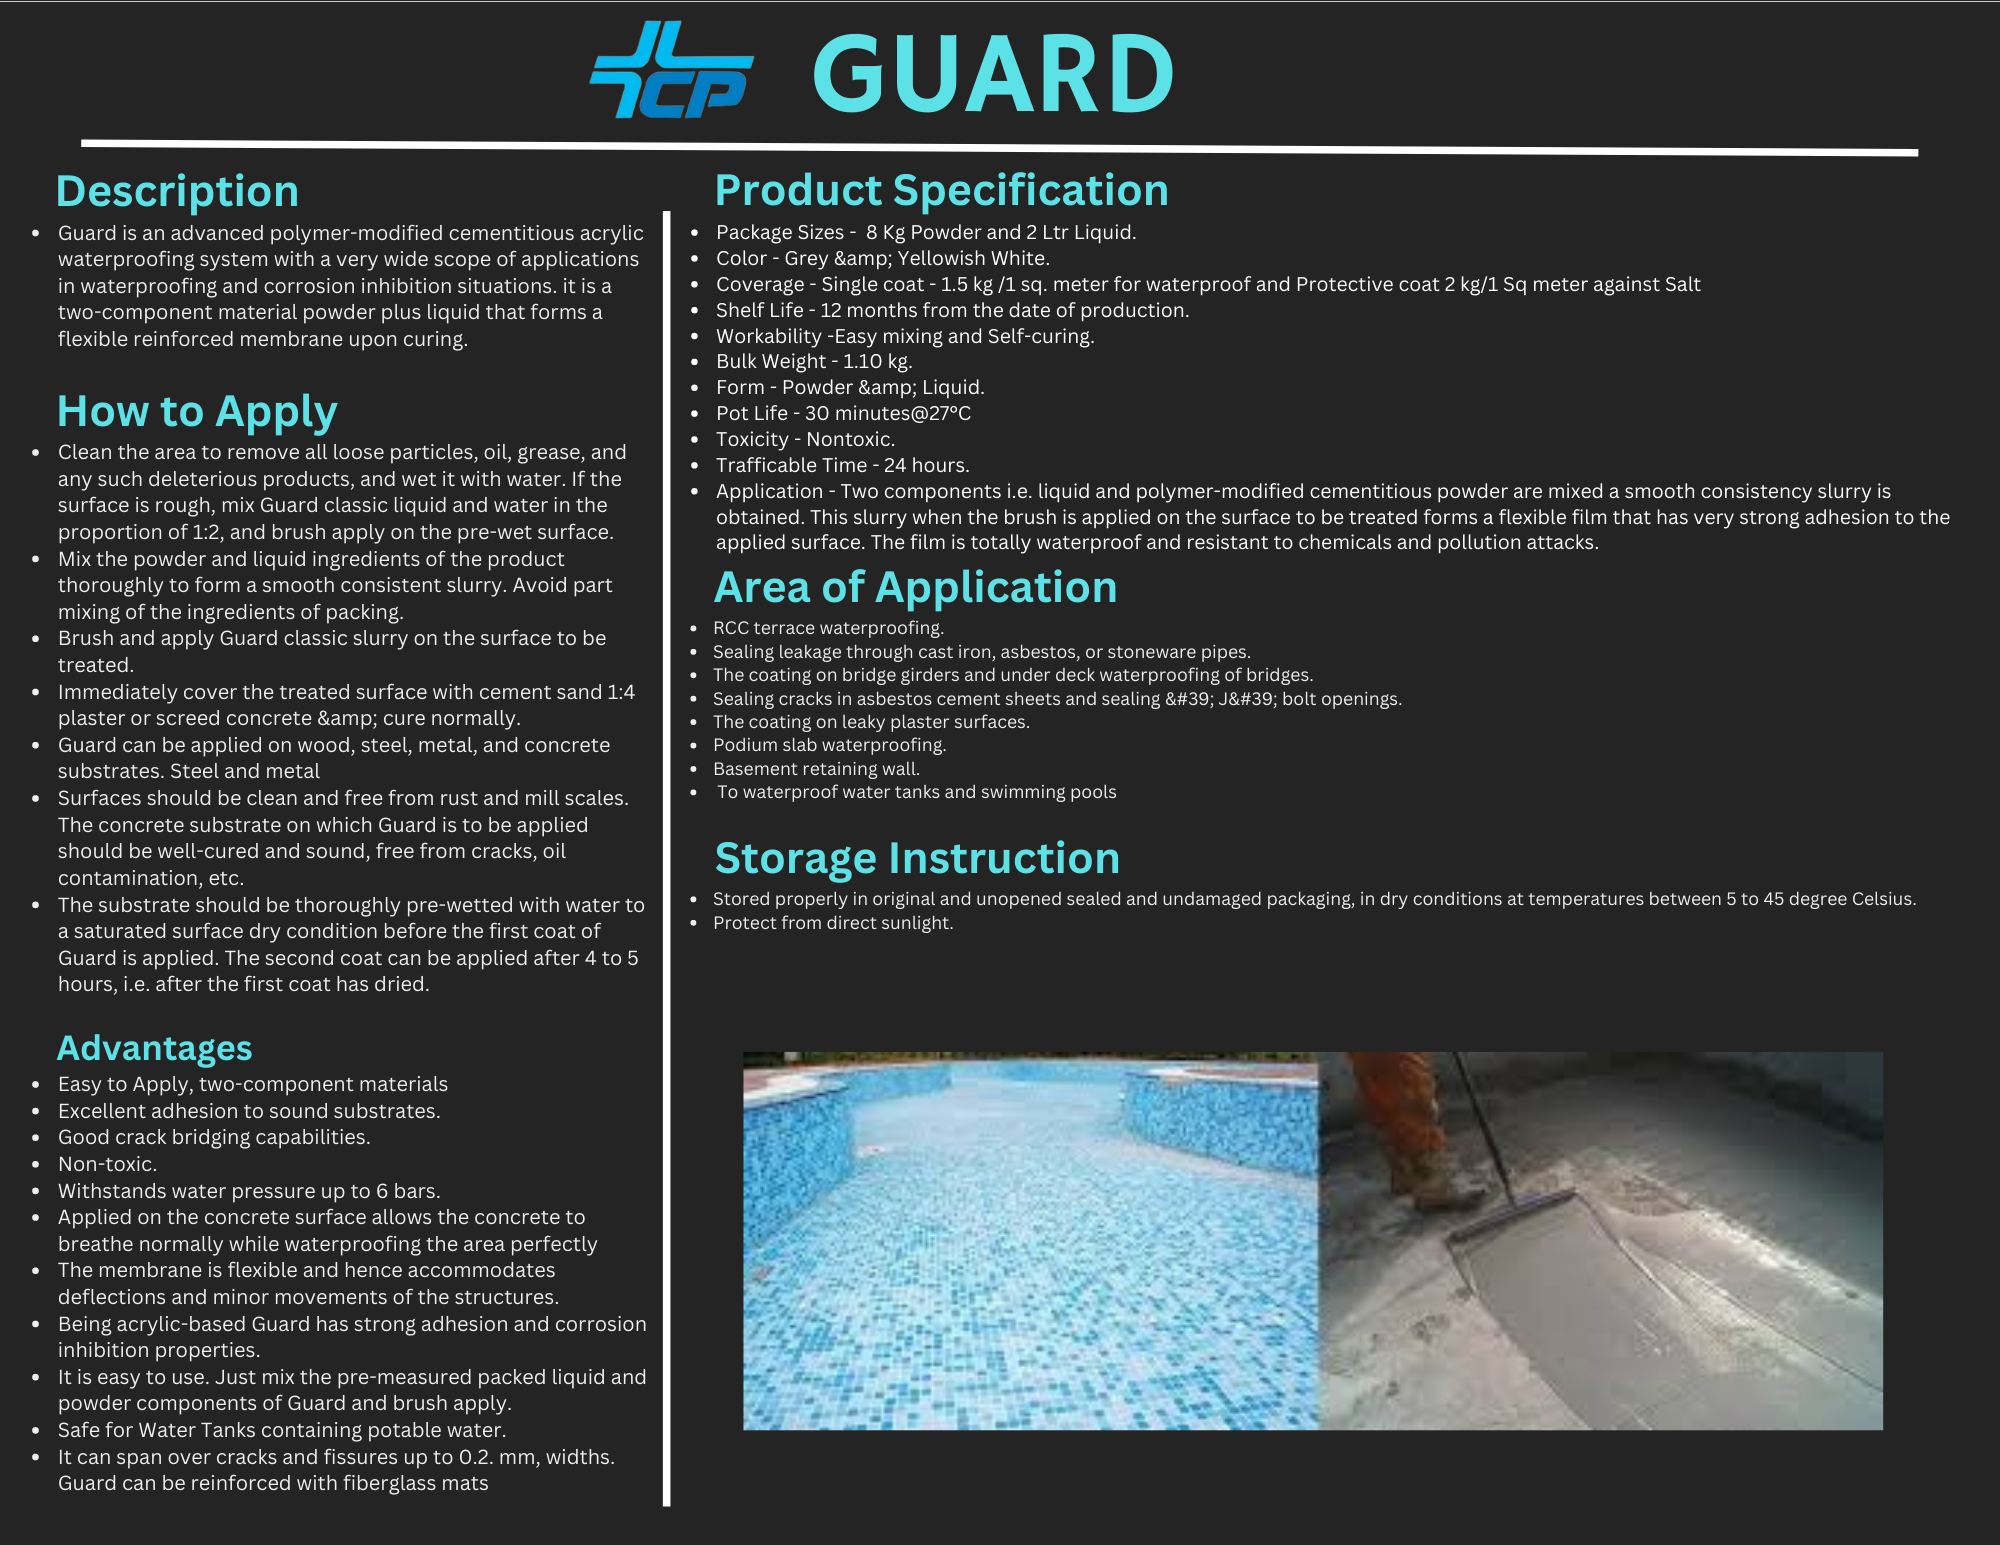 TCP GUARD
Description
• Guard is an advanced polymer-modified cementitious acrylic
waterproofing system with a very wide scope of applications
in waterproofing and corrosion inhibition situations. it is a
two-component material powder plus liquid that forms a
flexible reinforced membrane upon curing.
How to Apply
• Clean the area to remove all loose particles, oil, grease, and
any such deleterious products, and wet it with water. If the
surface is rough, mix Guard classic liquid and water in the
proportion of 1:2, and brush apply on the pre-wet surface.
• Mix the powder and liquid ingredients of the product
thoroughly to form a smooth consistent slurry. Avoid part
mixing of the ingredients of packing.
• Brush and apply Guard classic slurry on the surface to be
treated.
• Immediately cover the treated surface with cement sand 1:4
plaster or screed concrete &amp; cure normally.
• Guard can be applied on wood, steel, metal, and concrete
substrates. Steel and metal
• Surfaces should be clean and free from rust and mill scales.
The concrete substrate on which Guard is to be applied
should be well-cured and sound, free from cracks, oil
contamination, etc.
• The substrate should be thoroughly pre-wetted with water to
a saturated surface dry condition before the first coat of
Guard is applied. The second coat can be applied after 4 to 5
hours, i.e. after the first coat has dried.
Advantages
• Easy to Apply, two-component materials
• Excellent adhesion to sound substrates.
• Good crack bridging capabilities.
• Non-toxic.
• Withstands water pressure up to 6 bars.
• Applied on the concrete surface allows the concrete to
breathe normally while waterproofing the area perfectly
• The membrane is flexible and hence accommodates
deflections and minor movements of the structures.
• Being acrylic-based Guard has strong adhesion and corrosion
inhibition properties.
• It is easy to use. Just mix the pre-measured packed liquid and
powder components of Guard and brush apply.
• Safe for Water Tanks containing potable water.
• It can span over cracks and fissures up to 0.2. mm, widths.
Guard can be reinforced with fiberglass mats
Product Specification
• Package Sizes - 8 Kg Powder and 2 Ltr Liquid.
• Color - Grey &amp; Yellowish White.
• Coverage - Single coat - 1.5 kg /1 sq. meter for waterproof and Protective coat 2 kg/1 Sq meter against Salt
• Shelf Life - 12 months from the date of production.
• Workability -Easy mixing and Self-curing.
• Bulk Weight - 1.10 kg.
• Form - Powder &amp; Liquid.
• Pot Life - 30 minutes@27°C
• Toxicity - Nontoxic.
• Trafficable Time - 24 hours.
• Application - Two components i.e. liquid and polymer-modified cementitious powder are mixed a smooth consistency slurry is
obtained. This slurry when the brush is applied on the surface to be treated forms a flexible film that has very strong adhesion to the
applied surface. The film is totally waterproof and resistant to chemicals and pollution attacks.
Area of Application
• RCC terrace waterproofing.
• Sealing leakage through cast iron, asbestos, or stoneware pipes.
• The coating on bridge girders and under deck waterproofing of bridges.
• Sealing cracks in asbestos cement sheets and sealing &#39; J&#39; bolt openings.
• The coating on leaky plaster surfaces.
• Podium slab waterproofing.
• Basement retaining wall.
• To waterproof water tanks and swimming pools
Storage Instruction
• Stored properly in original and unopened sealed and undamaged packaging, in dry conditions at temperatures between 5 to 45 degree Celsius.
• Protect from direct sunlight.